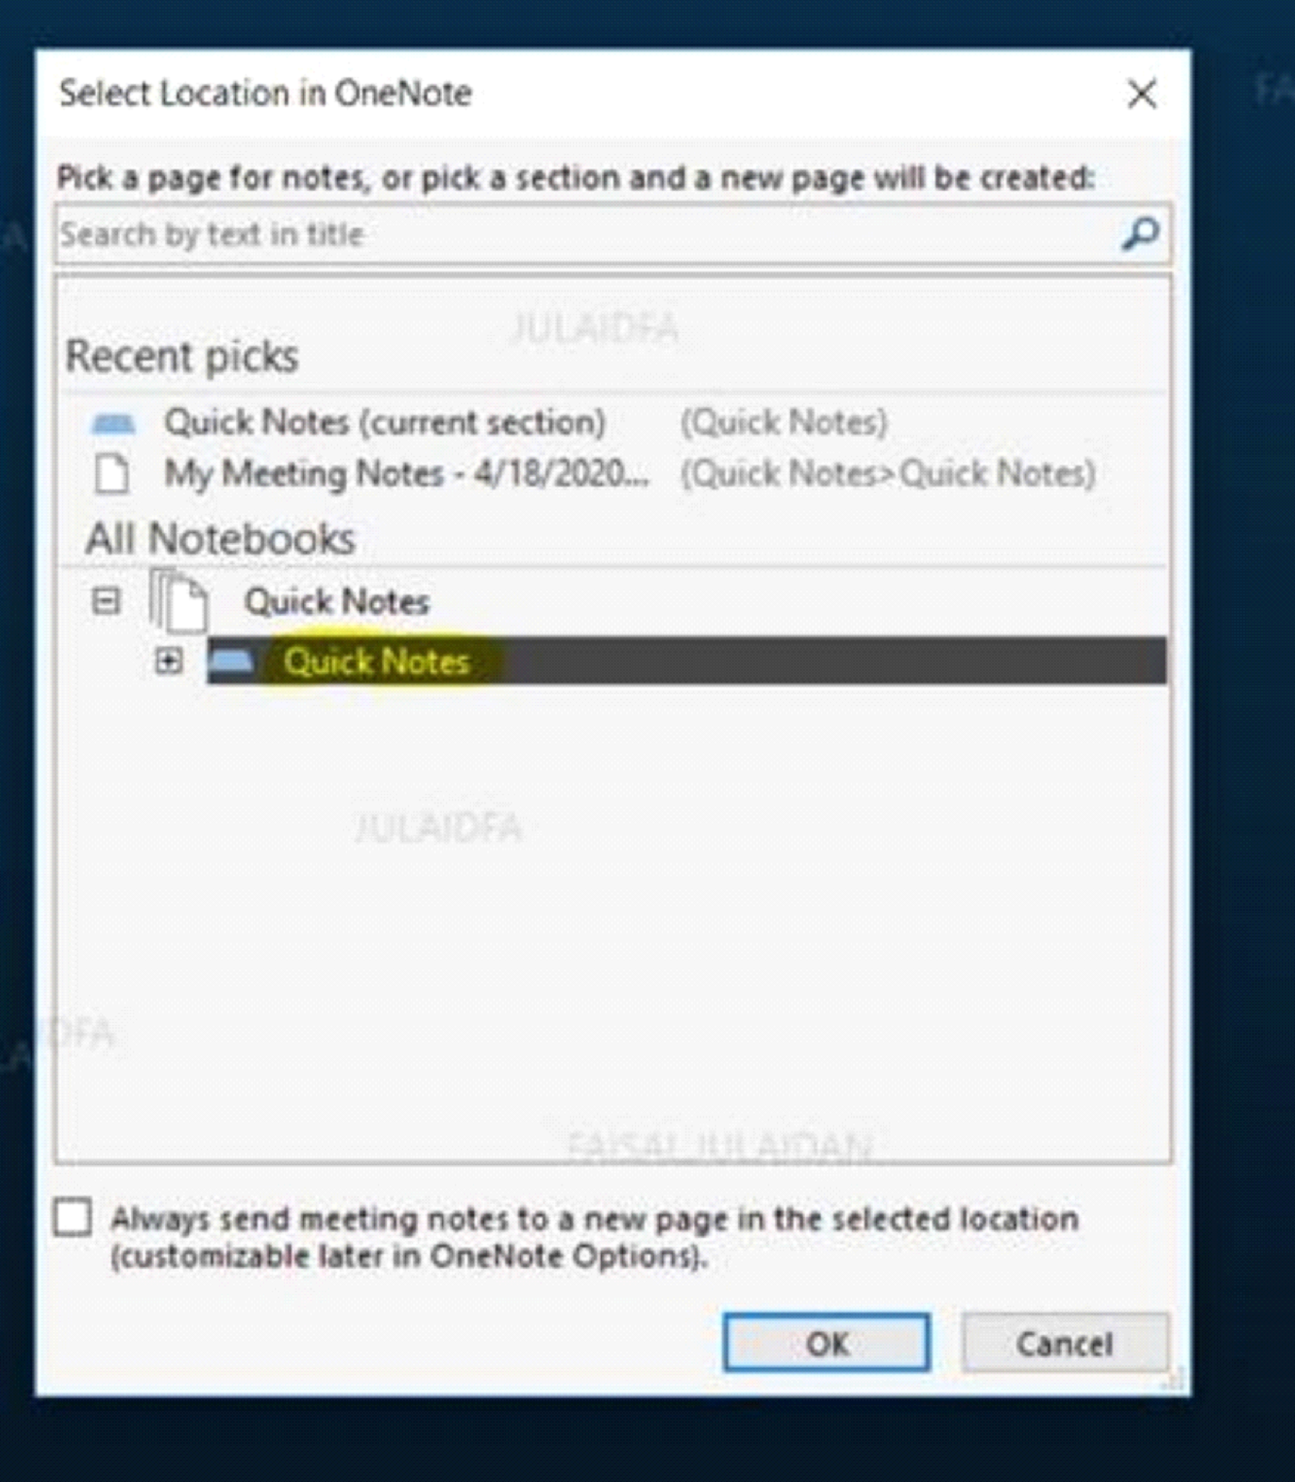 Select Location in OneNote
FA
Pick a page for notes, or pick a section and a new page will be created:
Search by text in title
JULAIDFA
Recent picks
Quick Notes (current section) (Quick Notes)
My Meeting Notes - 4/18/2020... (Quick Notes>Quick Notes)
All Notebooks
Quick Notes
Quick Notes
JULAIDFA
DFA
FAISAL JULAIDAN
Always send meeting notes to a new page in the selected location
(customizable later in OneNote Options).
OK Cancel